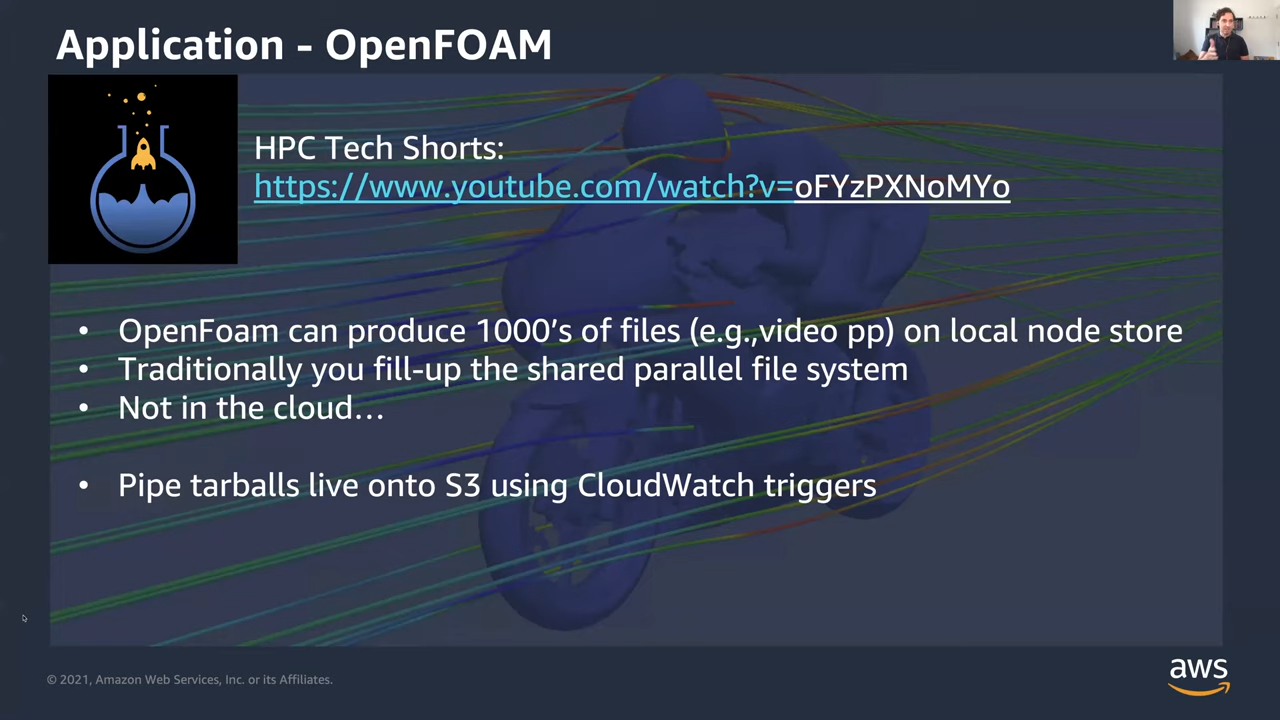 Application - OpenFOAM
HPC Tech Shorts:
https://www.youtube.com/watch?v=oFYzPXNoMYo
• OpenFoam can produce 1000’s of files (e.g.,video pp) on local node store
• Traditionally you fill-up the shared parallel file system
• Not in the cloud…
• Pipe tarballs live onto S3 using CloudWatch triggers
© 2021, Amazon Web Services, Inc. or its Affiliates.
aws